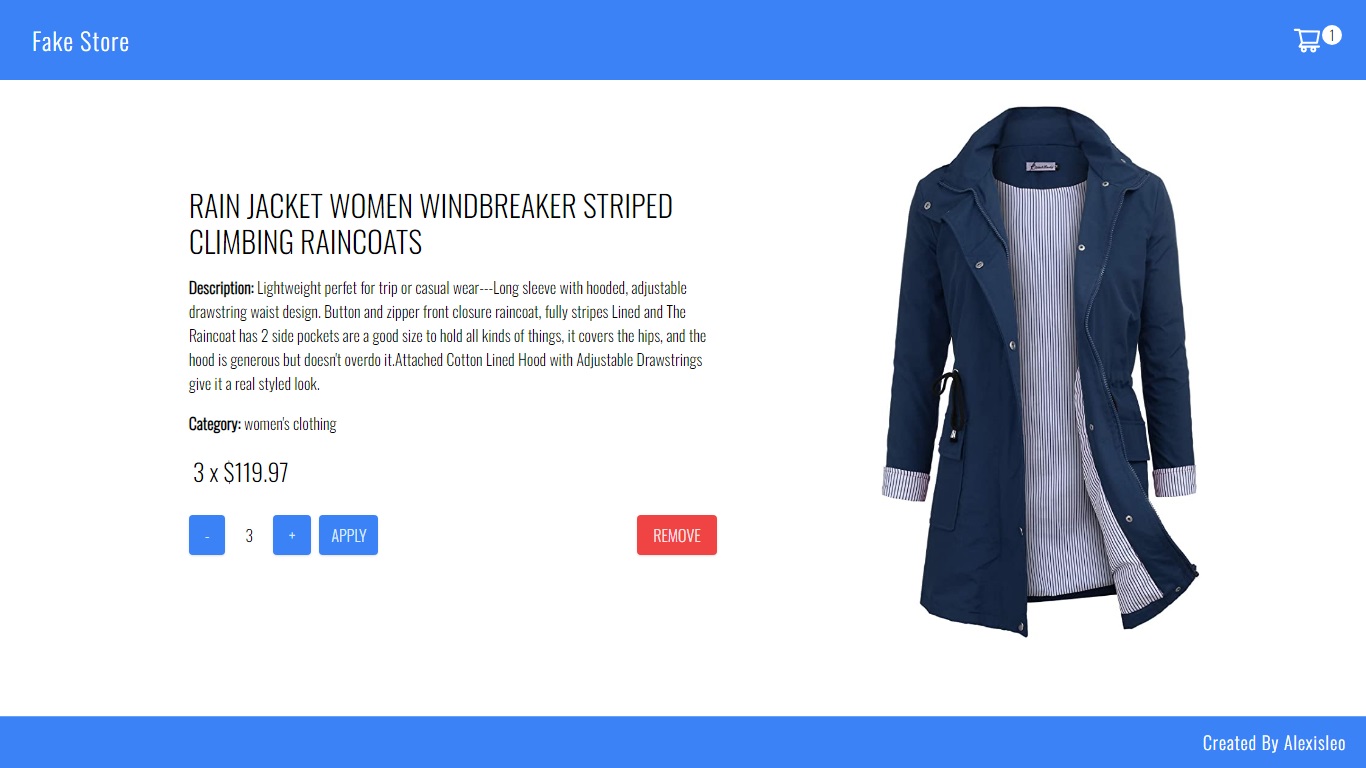 Fake Store
1
RAIN JACKET WOMEN WINDBREAKER STRIPED
CLIMBING RAINCOATS
Description: Lightweight perfet for trip or casual wear---Long sleeve with hooded, adjustable
drawstring waist design. Button and zipper front closure raincoat, fully stripes Lined and The
Raincoat has 2 side pockets are a good size to hold all kinds of things, it covers the hips, and the
hood is generous but doesn't overdo it.Attached Cotton Lined Hood with Adjustable Drawstrings
give it a real styled look.
Category: women's clothing
3 x $119.97
- 3 + APPLY REMOVE
Created By Alexisleo